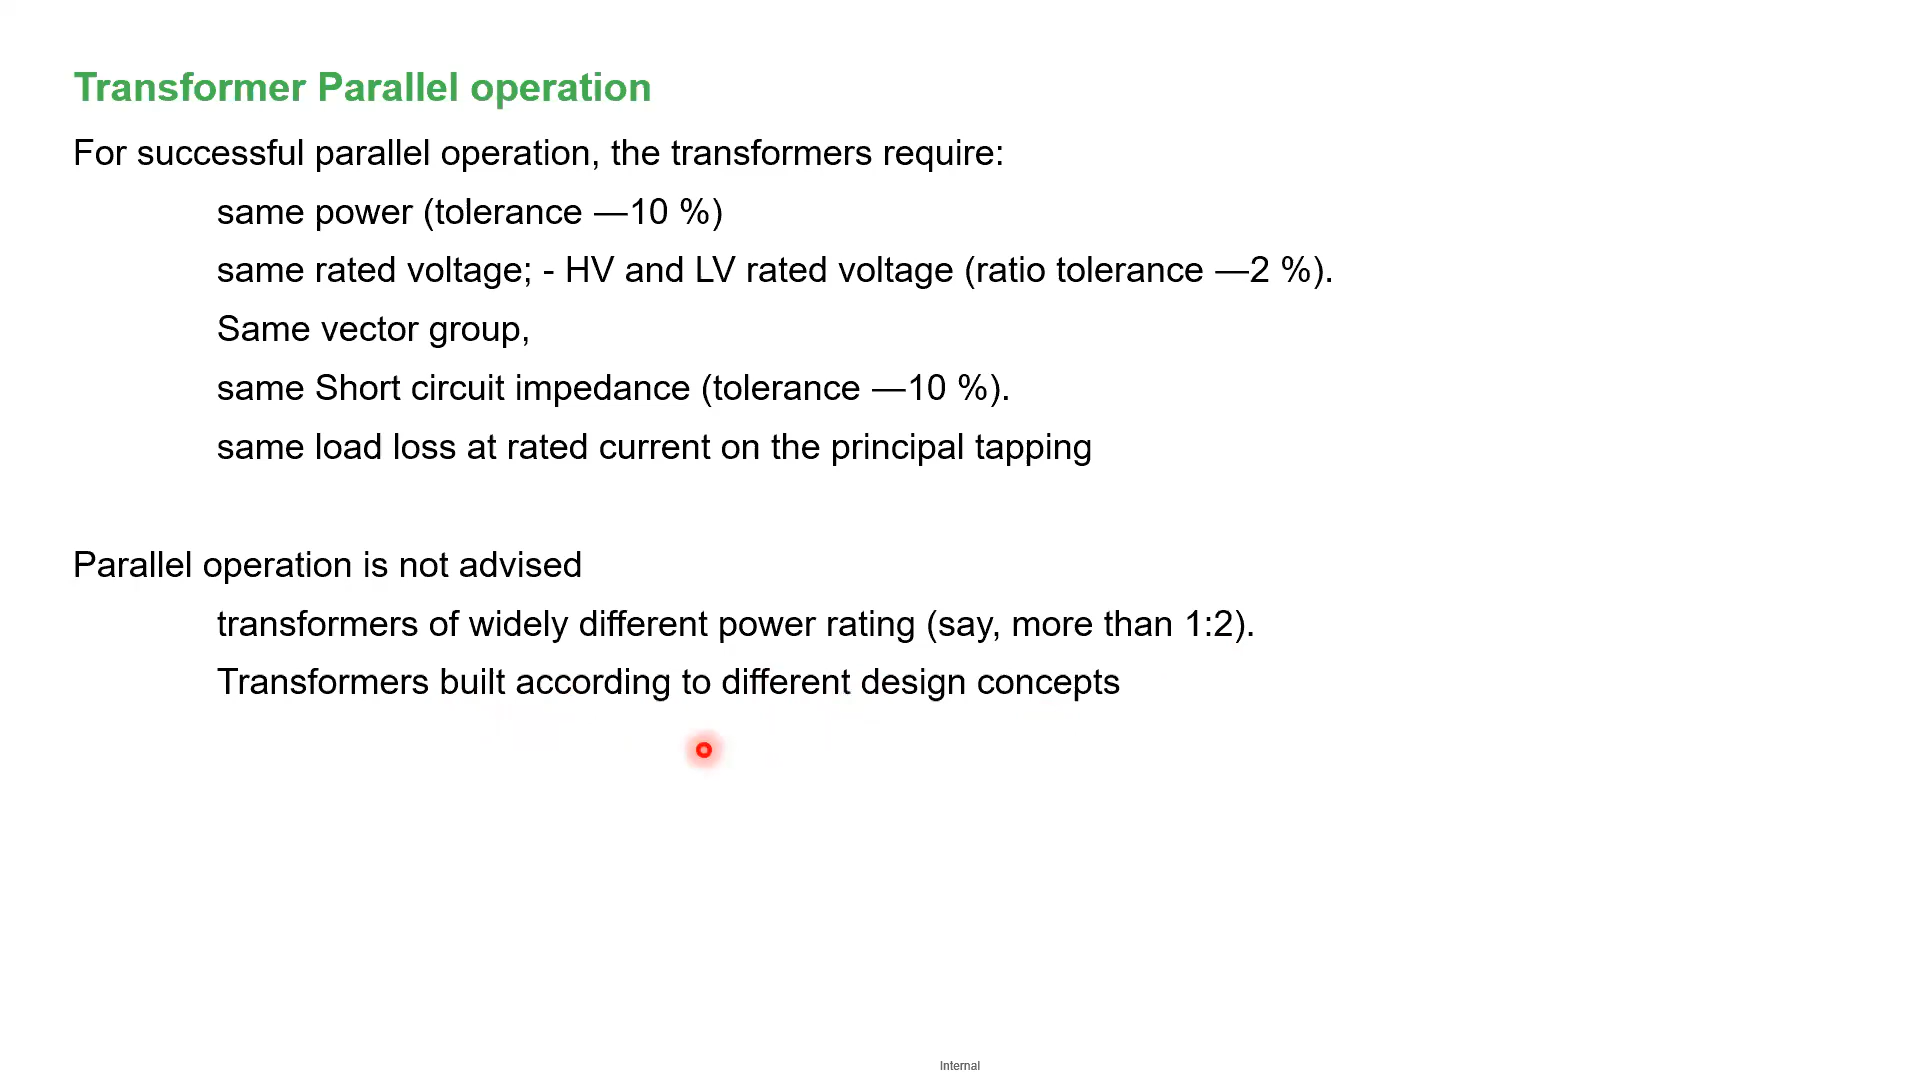 Transformer Parallel operation
For successful parallel operation, the transformers require:
same power (tolerance —10 %)
same rated voltage; - HV and LV rated voltage (ratio tolerance —2 %).
Same vector group,
same Short circuit impedance (tolerance —10 %).
same load loss at rated current on the principal tapping
Parallel operation is not advised
transformers of widely different power rating (say, more than 1:2).
Transformers built according to different design concepts
Internal